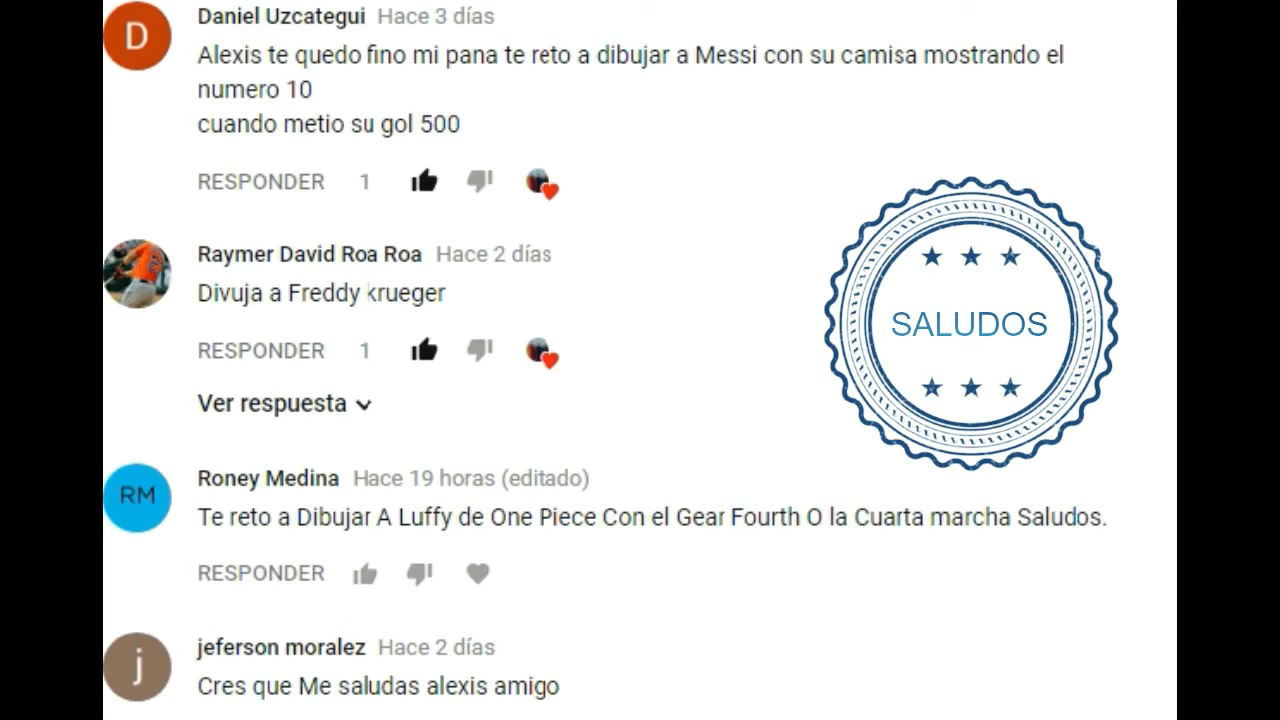 D
Daniel Uzcategui Hace 3 días
Alexis te quedo fino mi pana te reto a dibujar a Messi con su camisa mostrando el
numero 10
cuando metio su gol 500
RESPONDER 1
Raymer David Roa Roa Hace 2 días
Divuja a Freddy krueger
RESPONDER 1
Ver respuesta
SALUDOS
RM
Roney Medina Hace 19 horas (editado)
Te reto a Dibujar A Luffy de One Piece Con el Gear Fourth O la Cuarta marcha Saludos.
RESPONDER
j
jeferson moralez Hace 2 días
Cres que Me saludas alexis amigo